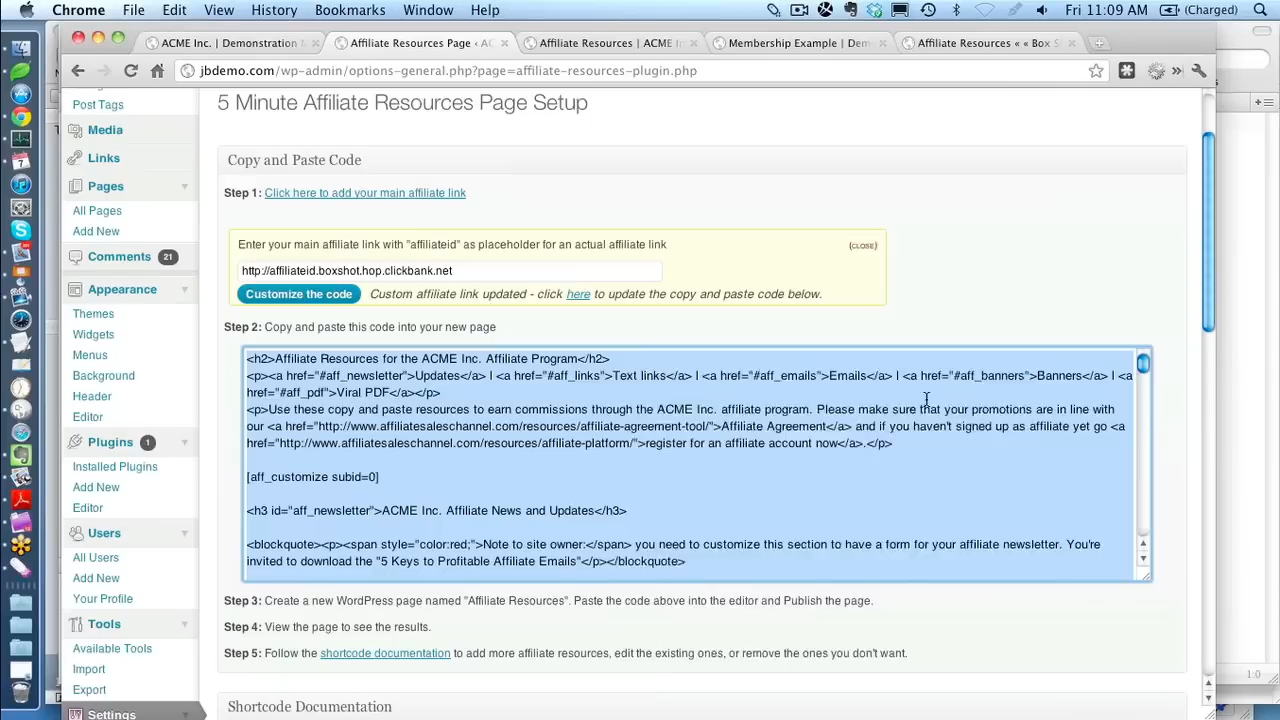 Chrome File Edit View History Bookmarks Window Help Fri 11:09 AM (Charged)
ACME Inc. | Demonstration Affiliate Resources Page ‹ AC Affiliate Resources | ACME I Membership Example | Dem Affiliate Resources « « Box S
jbdemo.com/wp-admin/options-general.php?page=affiliate-resources-plugin.php
Post Tags
Media
Links
Pages
All Pages
Add New
Comments 21
Appearance
Themes
Widgets
Menus
Background
Header
Editor
Plugins 1
Installed Plugins
Add New
Editor
Users
All Users
Add New
Your Profile
Tools
Available Tools
Import
Export
Settings
5 Minute Affiliate Resources Page Setup
Copy and Paste Code
Step 1: Click here to add your main affiliate link
Enter your main affiliate link with "affiliateid" as placeholder for an actual affiliate link (CLOSE)
http://affiliateid.boxshot.hop.clickbank.net
Customize the code Custom affiliate link updated - click here to update the copy and paste code below.
Step 2: Copy and paste this code into your new page
<h2>Affiliate Resources for the ACME Inc. Affiliate Program</h2>
<p><a href="#aff_newsletter">Updates</a> | <a href="#aff_links">Text links</a> | <a href="#aff_emails">Emails</a> | <a href="#aff_banners">Banners</a> | <a
href="#aff_pdf">Viral PDF</a></p>
<p>Use these copy and paste resources to earn commissions through the ACME Inc. affiliate program. Please make sure that your promotions are in line with
our <a href="http://www.affiliatesaleschannel.com/resources/affiliate-agreement-tool/">Affiliate Agreement</a> and if you haven't signed up as affiliate yet go <a
href="http://www.affiliatesaleschannel.com/resources/affiliate-platform/">register for an affiliate account now</a>.</p>
[aff_customize subid=0]
<h3 id="aff_newsletter">ACME Inc. Affiliate News and Updates</h3>
<blockquote><p><span style="color:red;">Note to site owner:</span> you need to customize this section to have a form for your affiliate newsletter. You're
invited to download the "5 Keys to Profitable Affiliate Emails"</p></blockquote>
Step 3: Create a new WordPress page named "Affiliate Resources". Paste the code above into the editor and Publish the page.
Step 4: View the page to see the results.
Step 5: Follow the shortcode documentation to add more affiliate resources, edit the existing ones, or remove the ones you don't want.
Shortcode Documentation
1:0